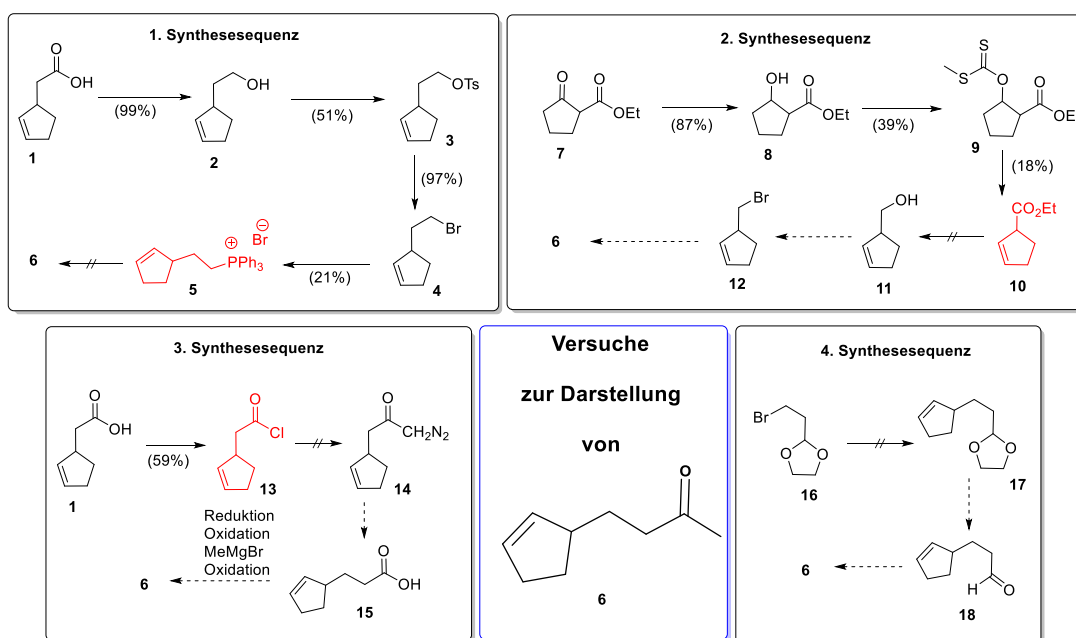 1. Synthesesequenz
O
OH
(99%)
OH
(51%)
OTs
1
2
3
(97%)
Br
Br
PPh3
6
5
(21%)
4
2. Synthesesequenz
O
O
OEt
(87%)
OH
O
OEt
(39%)
S
S
O
O
OE
7
8
9
(18%)
Br
OH
CO2Et
6
12
11
10
3. Synthesesequenz
O
OH
(59%)
O
Cl
O
CH2N2
1
13
14
Reduktion
Oxidation
MeMgBr
Oxidation
6
O
OH
15
Versuche
zur Darstellung
von
O
6
4. Synthesesequenz
Br
O
O
O
O
16
17
6
H
O
18